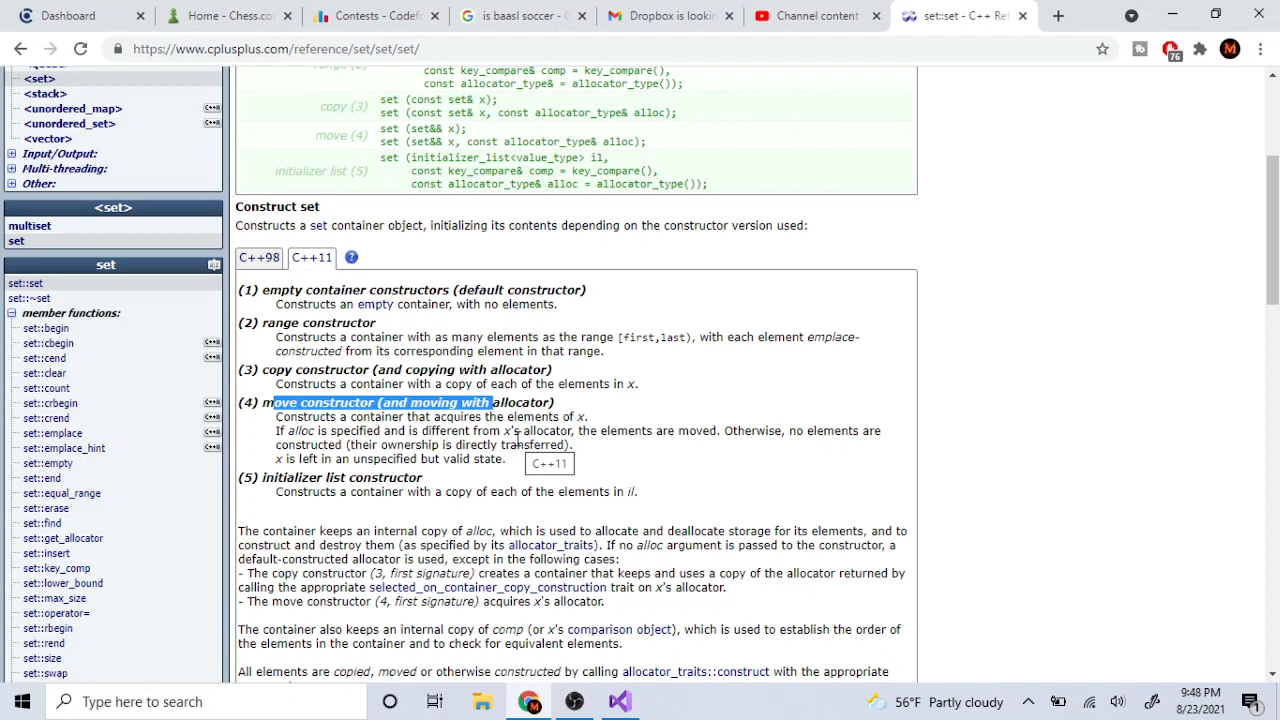 Dashboard
Home - Chess.co
Contests - Codef
is baasl soccer - G
Dropbox is lookin
Channel content
set::set - C++ Ref
https://www.cplusplus.com/reference/set/set/set/
76
M
<set>
<stack>
<unordered_map>
<unordered_set>
<vector>
Input/Output:
Multi-threading:
Other:
<set>
multiset
set
set
set::set
set::~set
member functions:
set::begin
set::cbegin
set::cend
set::clear
set::count
set::crbegin
set::crend
set::emplace
set::emplace_hint
set::empty
set::end
set::equal_range
set::erase
set::find
set::get_allocator
set::insert
set::key_comp
set::lower_bound
set::max_size
set::operator=
set::rbegin
set::rend
set::size
set::swap
range (2) const key_compare& comp = key_compare(),
const allocator_type& = allocator_type());
copy (3) set (const set& x);
set (const set& x, const allocator_type& alloc);
move (4) set (set&& x);
set (set&& x, const allocator_type& alloc);
initializer list (5) set (initializer_list<value_type> il,
const key_compare& comp = key_compare(),
const allocator_type& alloc = allocator_type());
Construct set
Constructs a set container object, initializing its contents depending on the constructor version used:
C++98 C++11 ?
(1) empty container constructors (default constructor)
Constructs an empty container, with no elements.
(2) range constructor
Constructs a container with as many elements as the range [first,last), with each element emplace-
constructed from its corresponding element in that range.
(3) copy constructor (and copying with allocator)
Constructs a container with a copy of each of the elements in x.
(4) move constructor (and moving with allocator)
Constructs a container that acquires the elements of x.
If alloc is specified and is different from x's allocator, the elements are moved. Otherwise, no elements are
constructed (their ownership is directly transferred).
x is left in an unspecified but valid state.
C++11
(5) initializer list constructor
Constructs a container with a copy of each of the elements in il.
The container keeps an internal copy of alloc, which is used to allocate and deallocate storage for its elements, and to
construct and destroy them (as specified by its allocator_traits). If no alloc argument is passed to the constructor, a
default-constructed allocator is used, except in the following cases:
- The copy constructor (3, first signature) creates a container that keeps and uses a copy of the allocator returned by
calling the appropriate selected_on_container_copy_construction trait on x's allocator.
- The move constructor (4, first signature) acquires x's allocator.
The container also keeps an internal copy of comp (or x's comparison object), which is used to establish the order of
the elements in the container and to check for equivalent elements.
All elements are copied, moved or otherwise constructed by calling allocator_traits::construct with the appropriate
Type here to search
56°F Partly cloudy
9:48 PM
8/23/2021